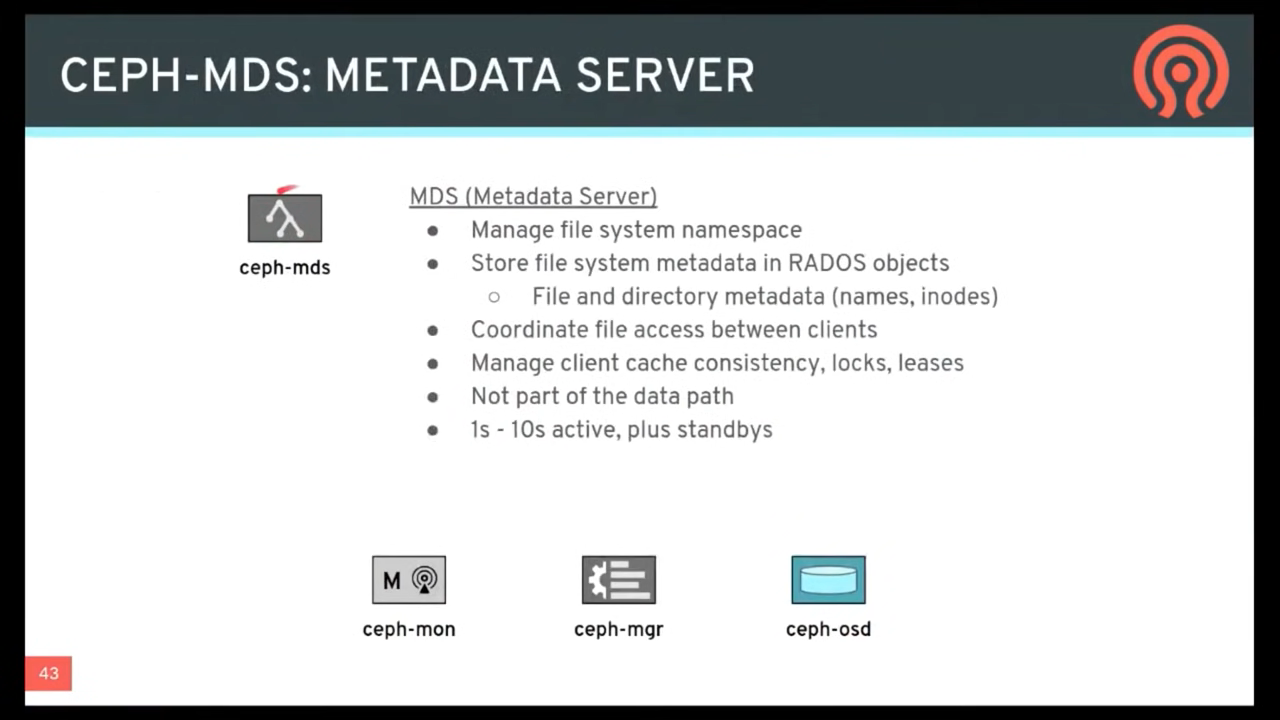 CEPH-MDS: METADATA SERVER
MDS (Metadata Server)
● Manage file system namespace
● Store file system metadata in RADOS objects
○ File and directory metadata (names, inodes)
● Coordinate file access between clients
● Manage client cache consistency, locks, leases
● Not part of the data path
● 1s - 10s active, plus standbys
ceph-mds
M
ceph-mon
ceph-mgr
ceph-osd
43